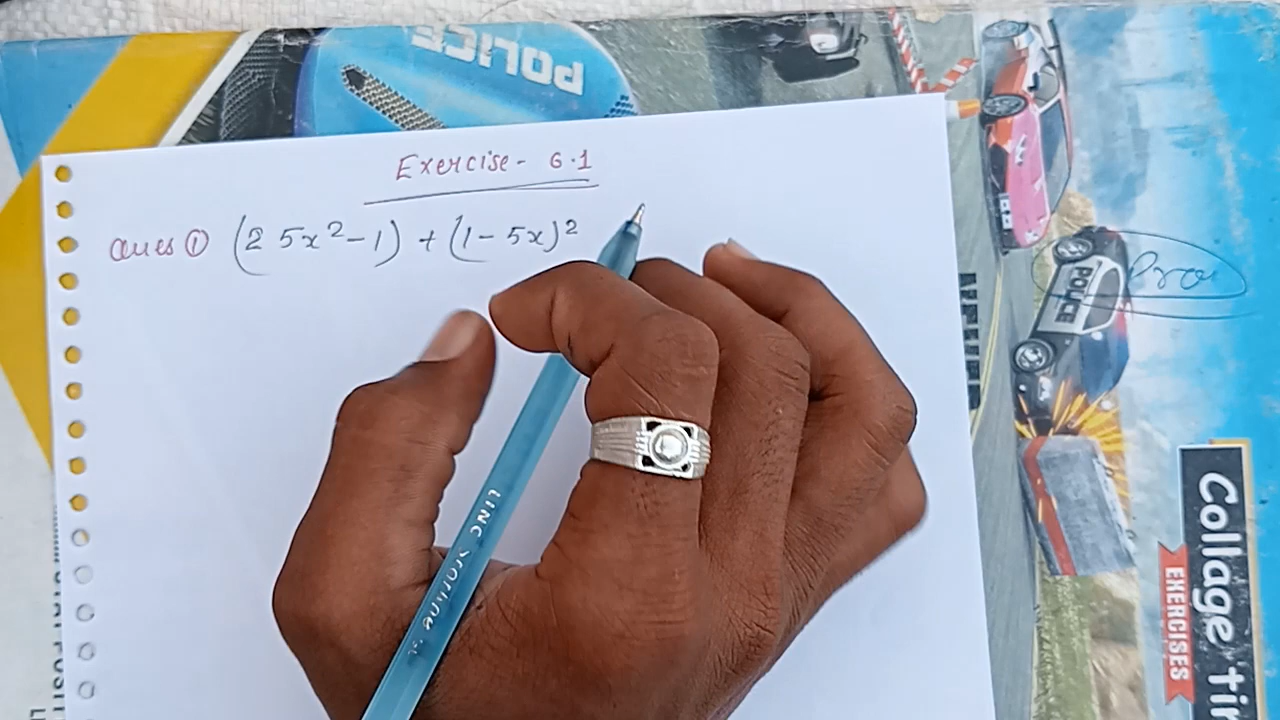 POLICE
Exercise - 6.1
Ques ① (25x²-1) + (1-5x)²
POLICE
LINC
Collage
EXERCISES